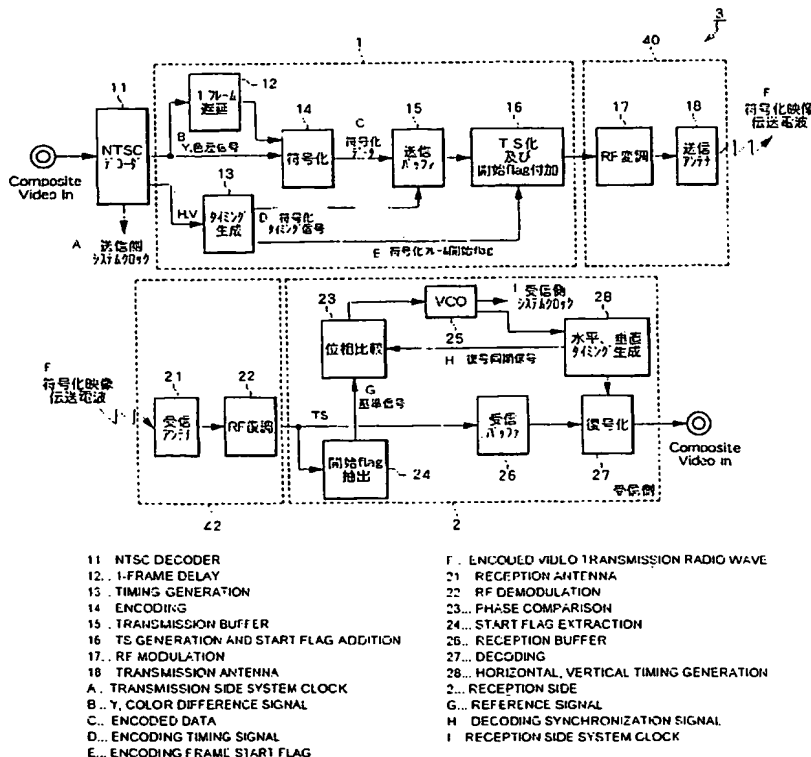 3
1
40
11
12
1フレーム
遅延
14
C
符号化
データ
15
16
17
18
F
符号化映像
伝送電波
NTSC
デコーダ
B
Y,色差信号
符号化
送信
バッファ
TS化
及び
開始flag付加
RF変調
送信
アンテナ
Composite
Video In
H,V
13
タイミング
生成
D 符号化
タイミング信号
E 符号化フレーム開始flag
A 送信側
システムクロック
23
VCO
25
I 受信側
システムクロック
28
位相比較
水平、垂直
タイミング生成
H 復号同期信号
F
符号化映像
伝送電波
21
22
G
基準信号
受信
アンテナ
RF復調
TS
受信
バッファ
復号化
Composite
Video In
開始flag
抽出
24
26
27
受信側
42
2
11 NTSC DECODER
12.. 1-FRAME DELAY
13. TIMING GENERATION
14 ENCODING
15. TRANSMISSION BUFFER
16 TS GENERATION AND START FLAG ADDITION
17.. RF MODULATION
18 TRANSMISSION ANTENNA
A. TRANSMISSION SIDE SYSTEM CLOCK
B.. Y, COLOR DIFFERENCE SIGNAL
C.. ENCODED DATA
D... ENCODING TIMING SIGNAL
E... ENCODING FRAME START FLAG
F. ENCODED VIDEO TRANSMISSION RADIO WAVE
21 RECEPTION ANTENNA
22 RF DEMODULATION
23... PHASE COMPARISON
24... START FLAG EXTRACTION
26... RECEPTION BUFFER
27... DECODING
28... HORIZONTAL, VERTICAL TIMING GENERATION
2... RECEPTION SIDE
G... REFERENCE SIGNAL
H DECODING SYNCHRONIZATION SIGNAL
I RECEPTION SIDE SYSTEM CLOCK